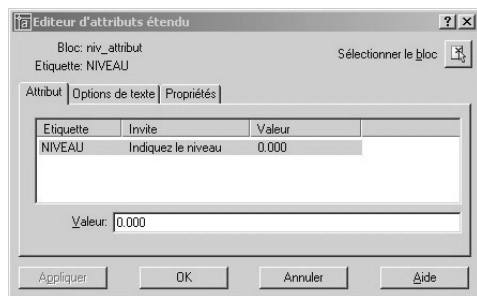 Editeur d'attributs étendu
Bloc: niv_attribut
Etiquette: NIVEAU
Sélectionner le bloc
Attribut Options de texte Propriétés
Etiquette Invite Valeur
NIVEAU Indiquez le niveau 0.000
Valeur: 0.000
Appliquer OK Annuler Aide